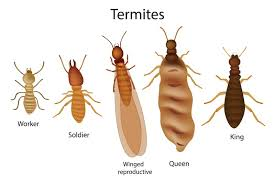 Termites
Worker
Soldier
Winged
reproductive
Queen
King